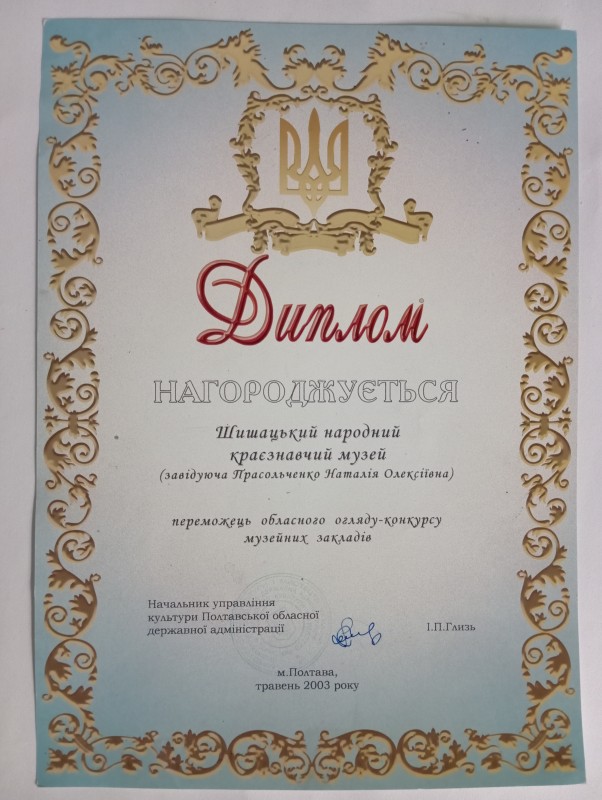 Диплом
НАГОРОДЖУЄТЬСЯ
Шишацький народний
краєзнавчий музей
(завідуюча Прасольченко Наталія Олексіївна)
переможець обласного огляду-конкурсу
музейних закладів
Начальник управління
культури Полтавської обласної
державної адміністрації
І.П.Глизь
м.Полтава,
травень 2003 року